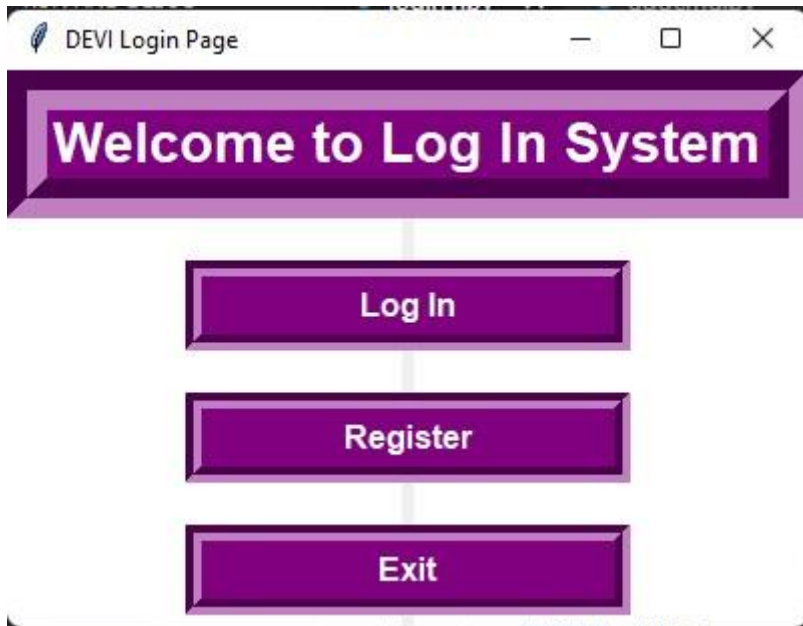 DEVI Login Page
Welcome to Log In System
Log In
Register
Exit